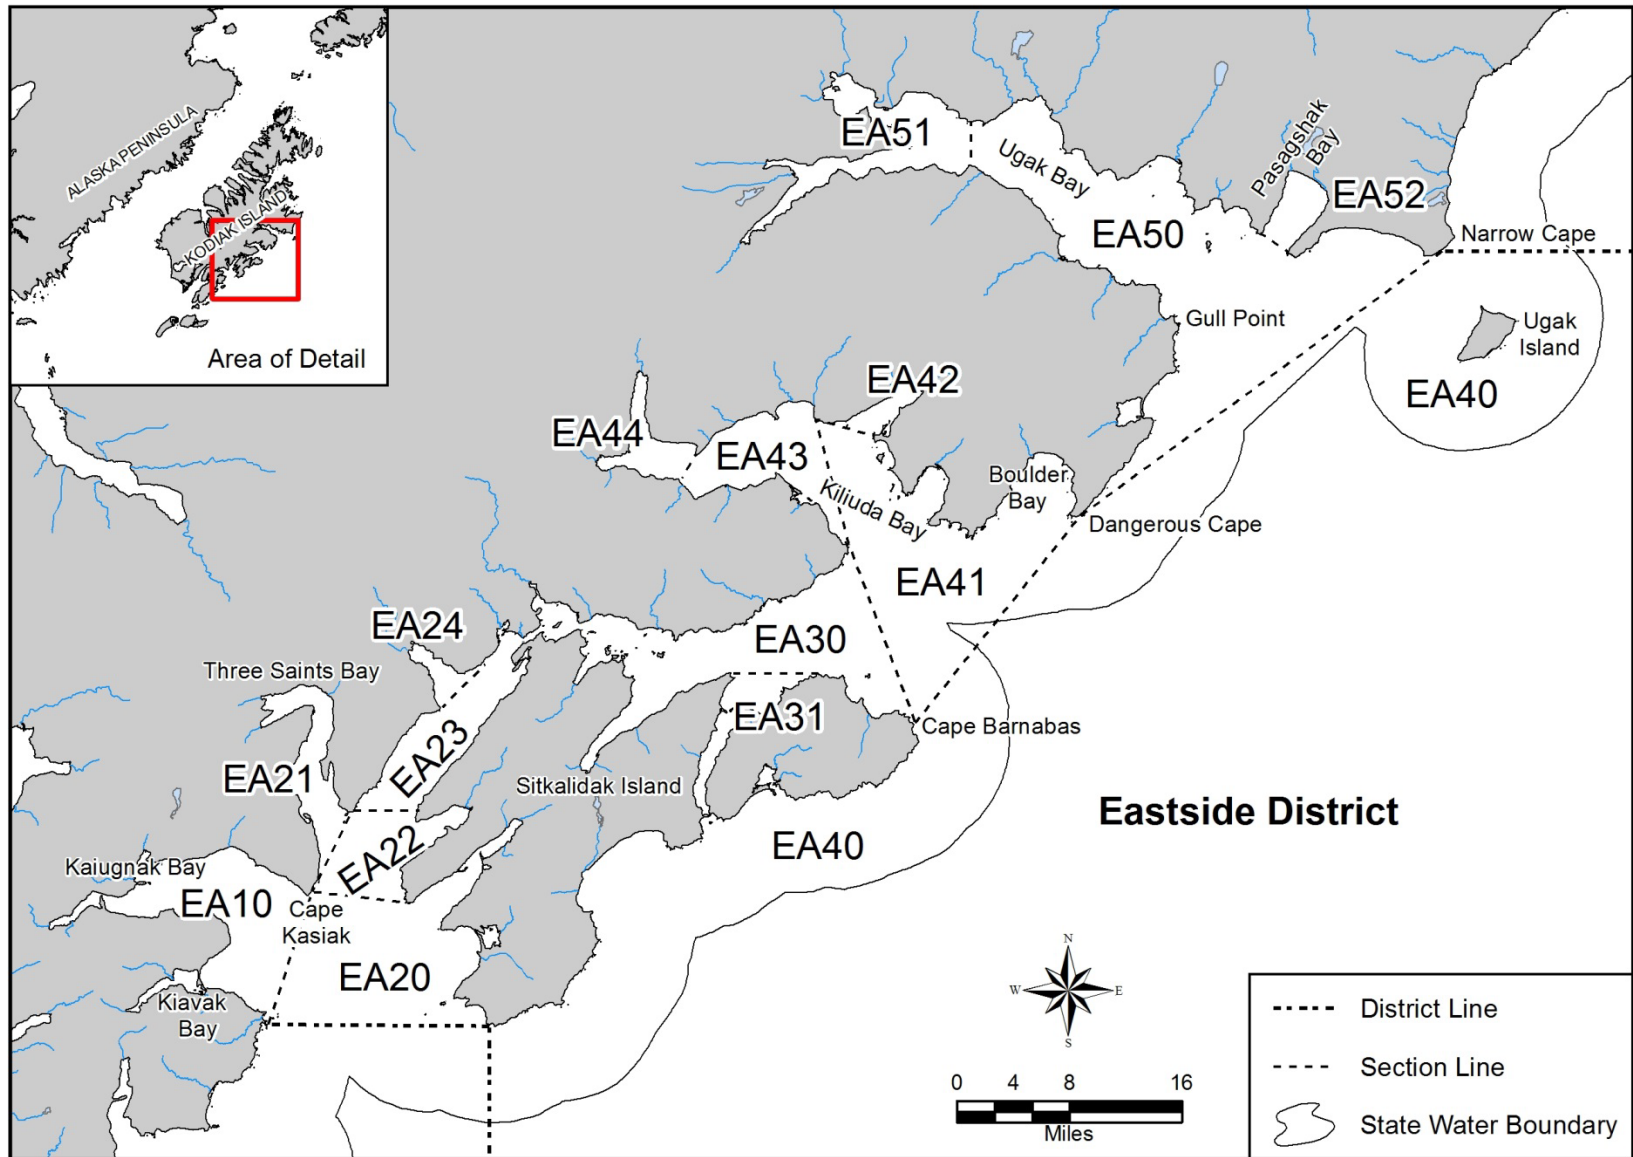 ALASKA PENINSULA
KODIAK ISLAND
Area of Detail
EA51
Ugak Bay
Pasagshak
Bay
EA52
EA50
Narrow Cape
Gull Point
Ugak
Island
EA40
EA42
EA44
EA43
Kiliuda Bay
Boulder
Bay
Dangerous Cape
EA41
EA24
EA30
Three Saints Bay
EA31
Cape Barnabas
EA23
EA21
Sitkalidak Island
Eastside District
EA22
EA40
Kaiugnak Bay
EA10
Cape
Kasiak
EA20
Kiavak
Bay
N
W
E
S
0 4 8 16
Miles
District Line
Section Line
State Water Boundary